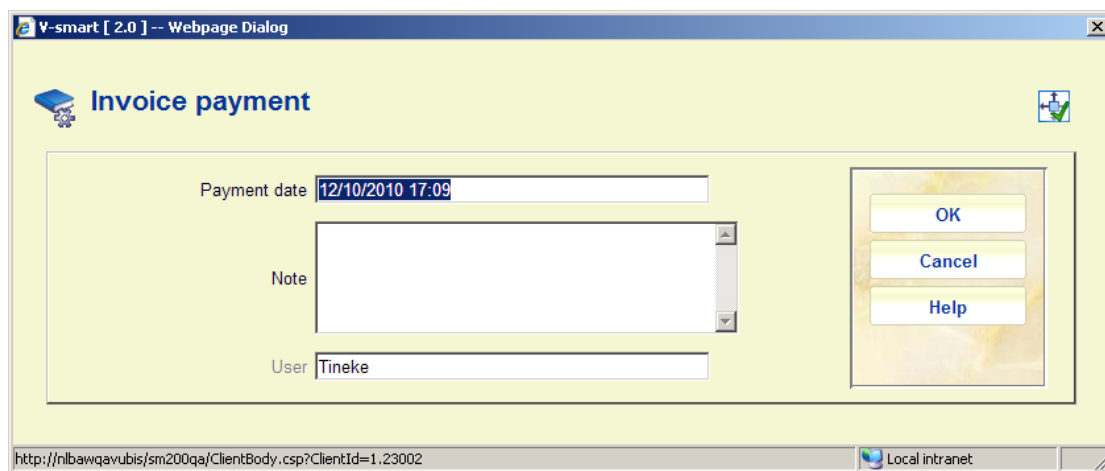 V-smart [ 2.0 ] -- Webpage Dialog
Invoice payment
Payment date 12/10/2010 17:09
OK
Cancel
Note
Help
User Tineke
http://nlbawqavubis/sm200qa/ClientBody.csp?ClientId=1.23002 Local intranet